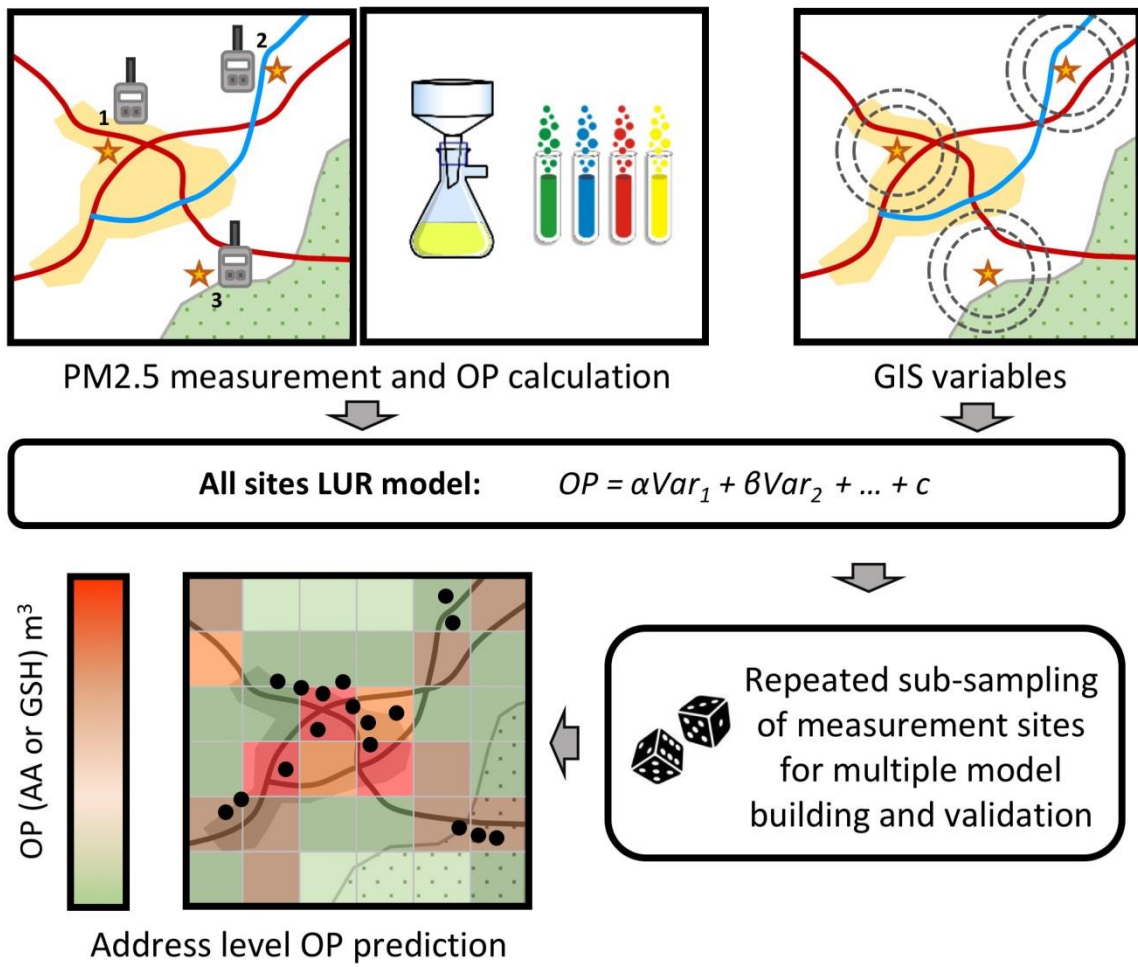 1
2
3
PM2.5 measurement and OP calculation
GIS variables
All sites LUR model: OP = αVar₁ + βVar₂ + ... + c
OP (AA or GSH) m³
Repeated sub-sampling
of measurement sites
for multiple model
building and validation
Address level OP prediction